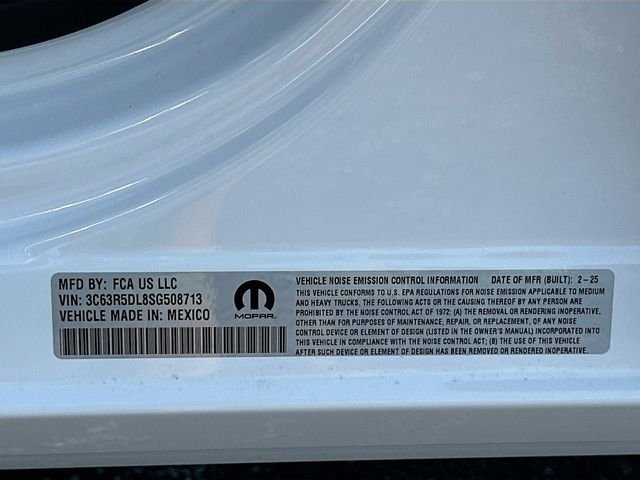 MFD BY: FCA US LLC
VIN: 3C63R5DL8SG508713
VEHICLE MADE IN: MEXICO
MOPAR.
VEHICLE NOISE EMISSION CONTROL INFORMATION DATE OF MFR (BUILT): 2-25
THIS VEHICLE CONFORMS TO U.S. EPA REGULATIONS FOR NOISE EMISSION APPLICABLE TO MEDIUM
AND HEAVY TRUCKS. THE FOLLOWING ACTS OR THE CAUSING THEREOF BY ANY PERSON ARE
PROHIBITED BY THE NOISE CONTROL ACT OF 1972: (A) THE REMOVAL OR RENDERING INOPERATIVE,
OTHER THAN FOR PURPOSES OF MAINTENANCE, REPAIR, OR REPLACEMENT, OF ANY NOISE
CONTROL DEVICE OR ELEMENT OF DESIGN (LISTED IN THE OWNER'S MANUAL) INCORPORATED INTO
THIS VEHICLE IN COMPLIANCE WITH THE NOISE CONTROL ACT; (B) THE USE OF THIS VEHICLE
AFTER SUCH DEVICE OR ELEMENT OF DESIGN HAS BEEN REMOVED OR RENDERED INOPERATIVE.